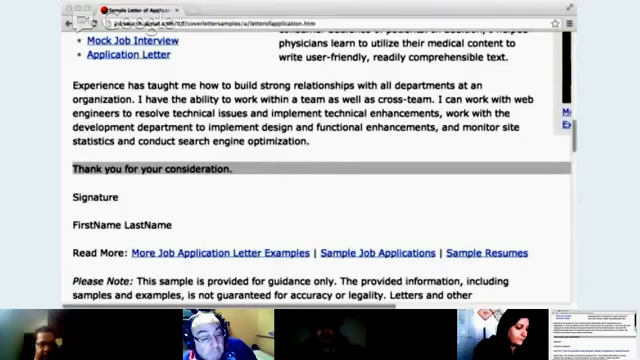 Sample Letter of Applica
Google+
/od/coverlettersamples/a/letterofapplication.htm
• Mock Job Interview
• Application Letter
physicians learn to utilize their medical content to
write user-friendly, readily comprehensible text.
Experience has taught me how to build strong relationships with all departments at an
organization. I have the ability to work within a team as well as cross-team. I can work with web
engineers to resolve technical issues and implement technical enhancements, work with the
development department to implement design and functional enhancements, and monitor site
statistics and conduct search engine optimization.
Thank you for your consideration.
Signature
FirstName LastName
Read More: More Job Application Letter Examples | Sample Job Applications | Sample Resumes
Please Note: This sample is provided for guidance only. The provided information, including
samples and examples, is not guaranteed for accuracy or legality. Letters and other